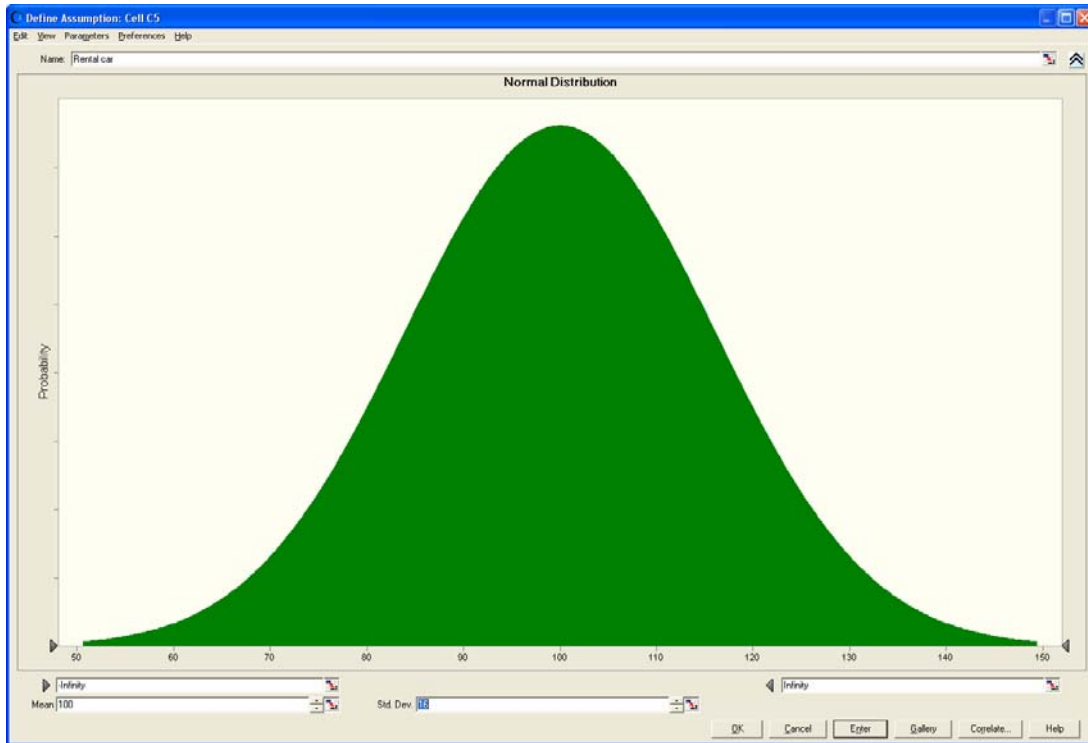 Define Assumption: Cell C5
Edit View Parameters Preferences Help
Name: Rental car
Normal Distribution
Probability
50 60 70 80 90 100 110 120 130 140 150
-Infinity Infinity
Mean 100 Std. Dev. 16
OK Cancel Enter Gallery Correlate... Help